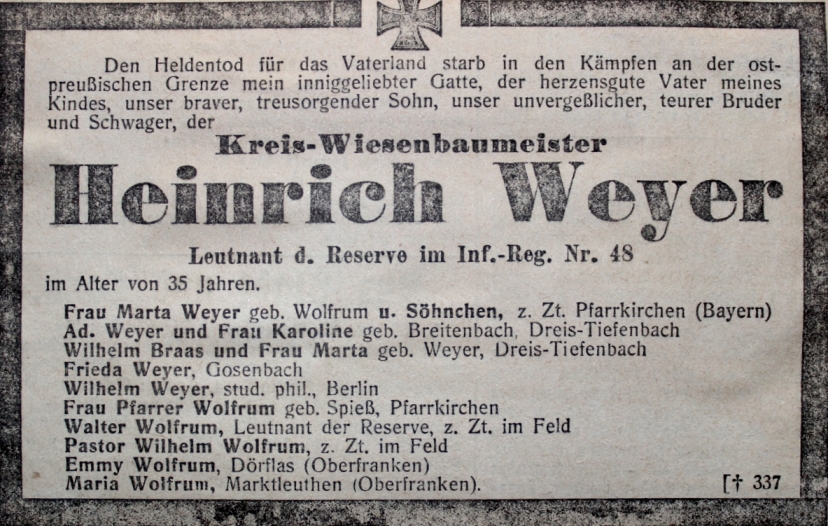 Den Heldentod für das Vaterland starb in den Kämpfen an der ost-
preußischen Grenze mein inniggeliebter Gatte, der herzensgute Vater meines
Kindes, unser braver, treusorgender Sohn, unser unvergeßlicher, teurer Bruder
und Schwager, der
Kreis-Wiesenbaumeister
Heinrich Weyer
Leutnant d. Reserve im Inf.-Reg. Nr. 48
im Alter von 35 Jahren.
Frau Marta Weyer geb. Wolfrum u. Söhnchen, z. Zt. Pfarrkirchen (Bayern)
Ad. Weyer und Frau Karoline geb. Breitenbach, Dreis-Tiefenbach
Wilhelm Braas und Frau Marta geb. Weyer, Dreis-Tiefenbach
Frieda Weyer, Gosenbach
Wilhelm Weyer, stud. phil., Berlin
Frau Pfarrer Wolfrum geb. Spieß, Pfarrkirchen
Walter Wolfrum, Leutnant der Reserve, z. Zt. im Feld
Pastor Wilhelm Wolfrum, z. Zt. im Feld
Emmy Wolfrum, Dörflas (Oberfranken)
Maria Wolfrum, Marktleuthen (Oberfranken). [† 337